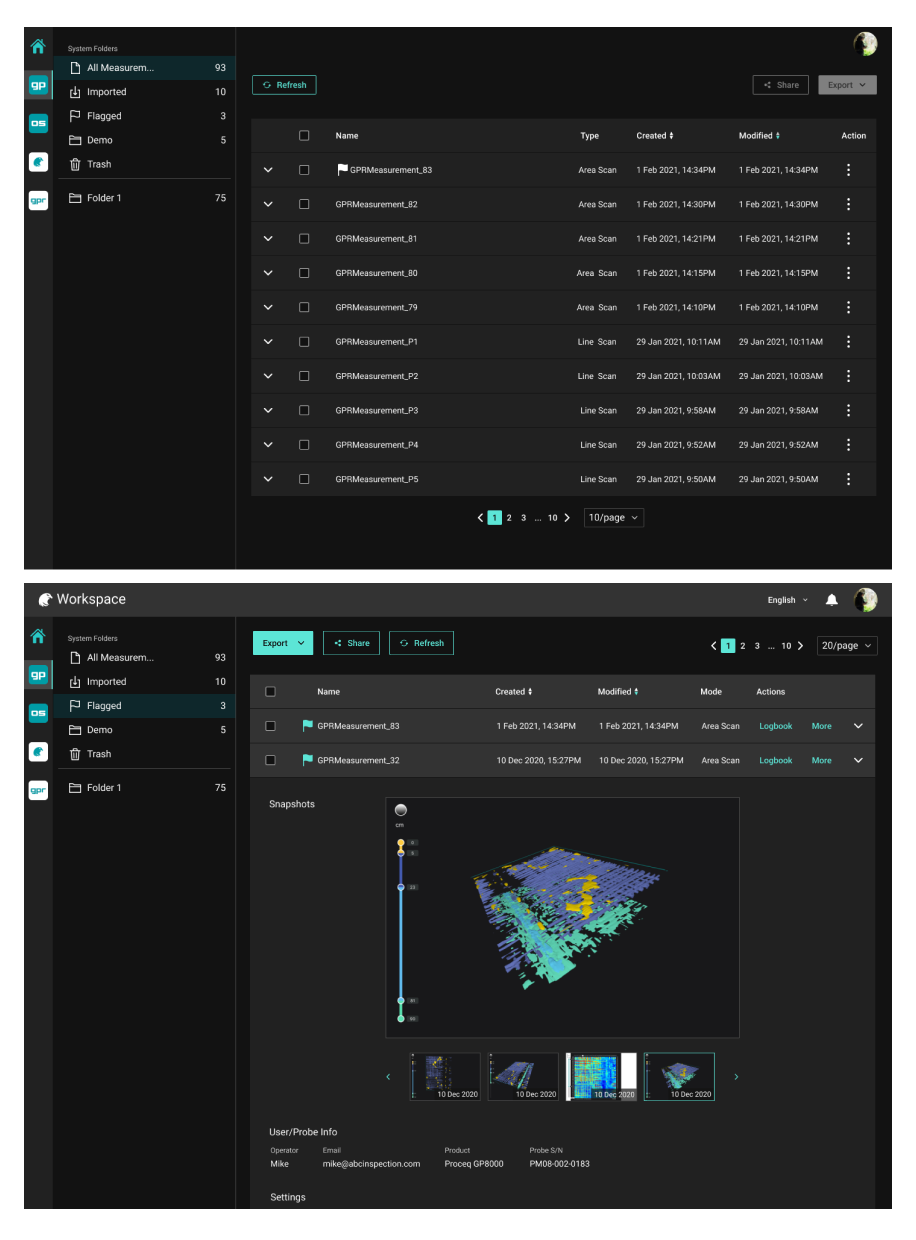 System Folders
All Measurem... 93
gp
Imported 10
Refresh
Share
Export
Flagged 3
os
Demo 5
Name Type Created Modified Action
Trash
GPRMeasurement_83 Area Scan 1 Feb 2021, 14:34PM 1 Feb 2021, 14:34PM
gpr
Folder 1 75
GPRMeasurement_82 Area Scan 1 Feb 2021, 14:30PM 1 Feb 2021, 14:30PM
GPRMeasurement_81 Area Scan 1 Feb 2021, 14:21PM 1 Feb 2021, 14:21PM
GPRMeasurement_80 Area Scan 1 Feb 2021, 14:15PM 1 Feb 2021, 14:15PM
GPRMeasurement_79 Area Scan 1 Feb 2021, 14:10PM 1 Feb 2021, 14:10PM
GPRMeasurement_P1 Line Scan 29 Jan 2021, 10:11AM 29 Jan 2021, 10:11AM
GPRMeasurement_P2 Line Scan 29 Jan 2021, 10:03AM 29 Jan 2021, 10:03AM
GPRMeasurement_P3 Line Scan 29 Jan 2021, 9:58AM 29 Jan 2021, 9:58AM
GPRMeasurement_P4 Line Scan 29 Jan 2021, 9:52AM 29 Jan 2021, 9:52AM
GPRMeasurement_P5 Line Scan 29 Jan 2021, 9:50AM 29 Jan 2021, 9:50AM
1 2 3 ... 10 10/page
Workspace English
System Folders
Export Share Refresh 1 2 3 ... 10 20/page
All Measurem... 93
gp
Imported 10
Name Created Modified Mode Actions
Flagged 3
os
GPRMeasurement_83 1 Feb 2021, 14:34PM 1 Feb 2021, 14:34PM Area Scan Logbook More
Demo 5
Trash
GPRMeasurement_32 10 Dec 2020, 15:27PM 10 Dec 2020, 15:27PM Area Scan Logbook More
gpr
Folder 1 75
Snapshots
cm
23
10 Dec 2020 10 Dec 2020 10 Dec 2020 10 Dec 2020
User/Probe Info
Operator Email Product Probe S/N
Mike mike@abcinspection.com Proceq GP8000 PM08-002-0183
Settings